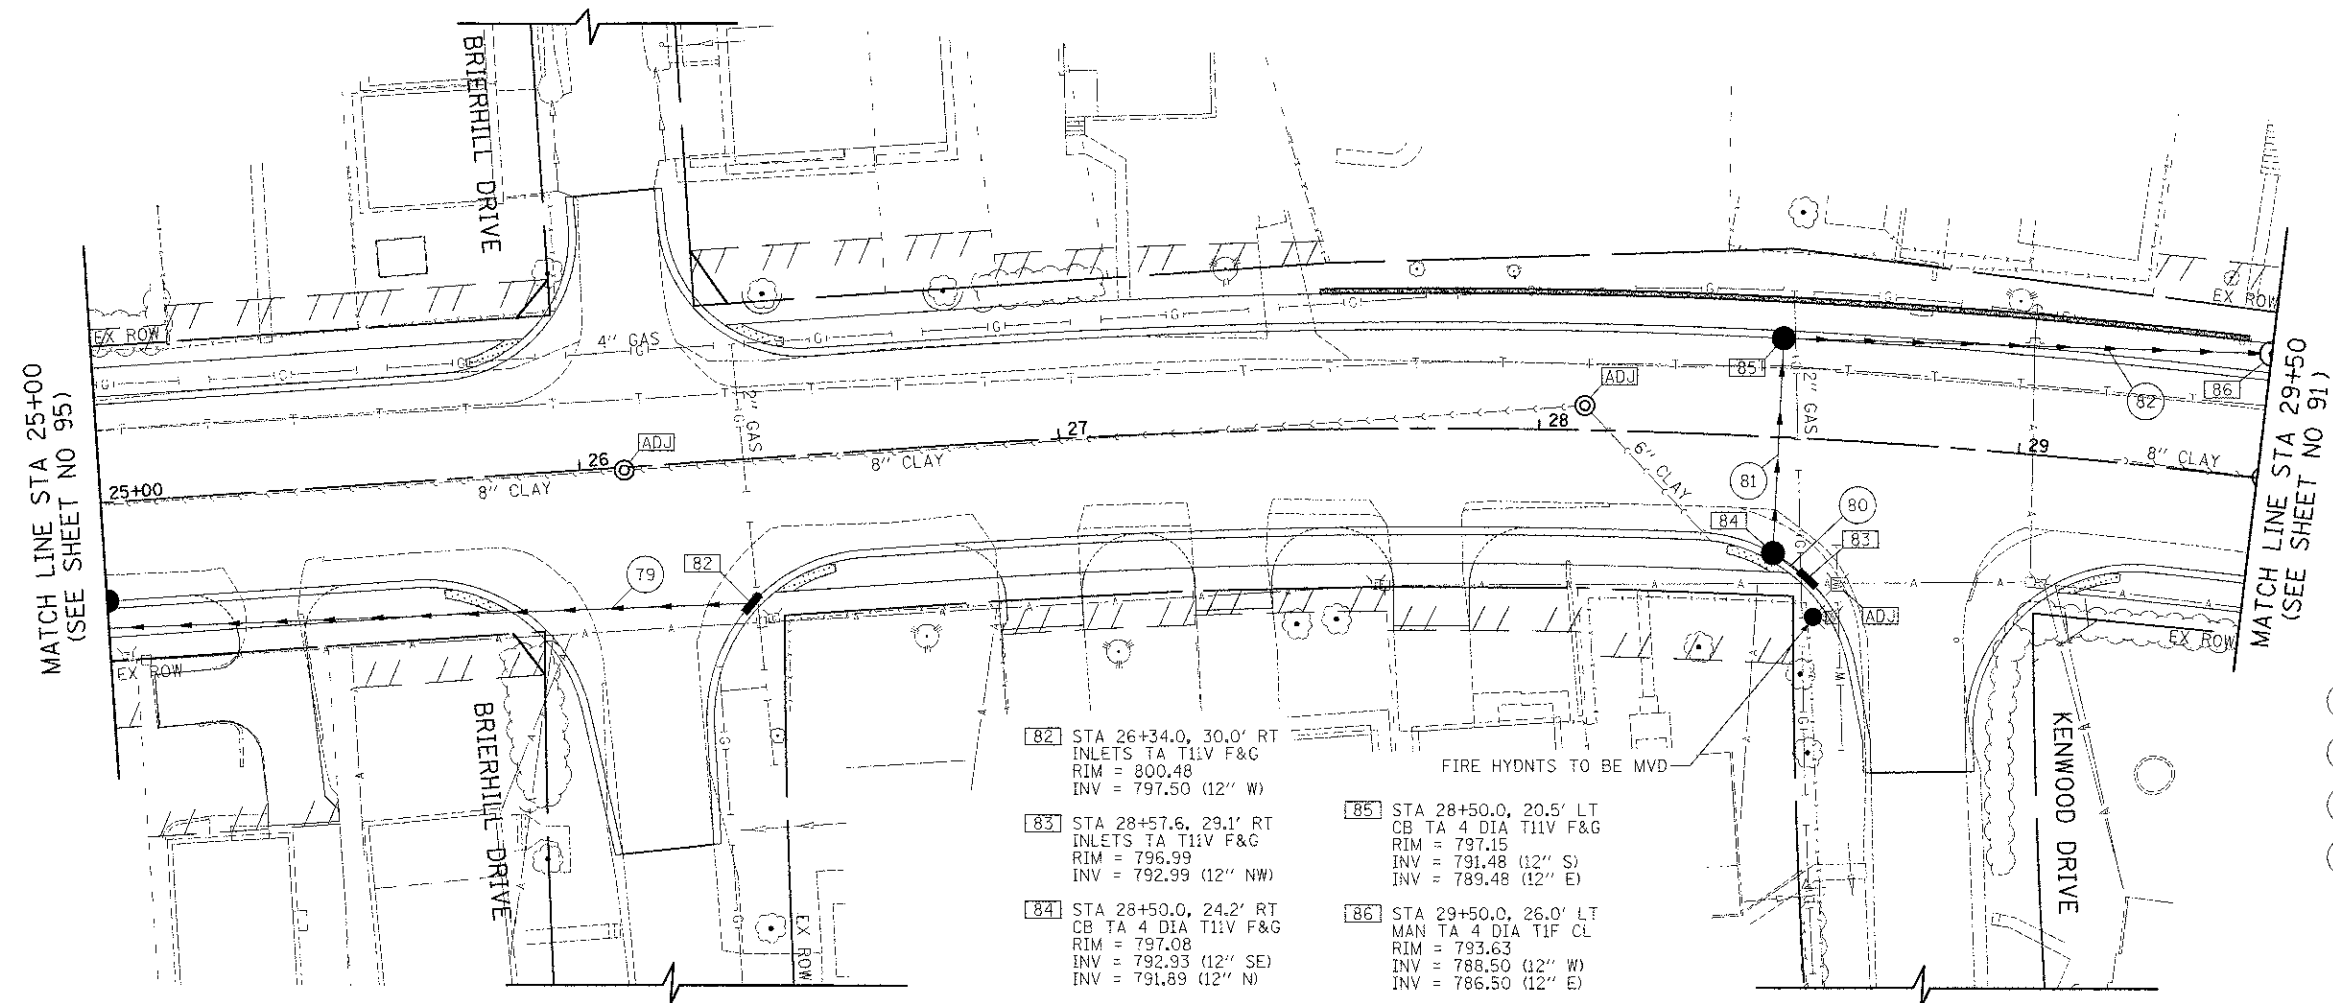 BRIERHILL DRIVE
MATCH LINE STA 25+00
(SEE SHEET NO 95)
MATCH LINE STA 29+50
(SEE SHEET NO 91)
EX ROW
EX ROW
4" GAS
2" GAS
2" GAS
ADJ
ADJ
85
86
82
25+00
26
27
28
29
8" CLAY
8" CLAY
8" CLAY
6" CLAY
81
84
80
83
79
82
ADJ
EX ROW
EX ROW
EX ROW
BRIERHILL DRIVE
KENWOOD DRIVE
FIRE HYDNTS TO BE MVD
82 STA 26+34.0, 30.0' RT
INLETS TA T11V F&G
RIM = 800.48
INV = 797.50 (12" W)
83 STA 28+57.6, 29.1' RT
INLETS TA T11V F&G
RIM = 796.99
INV = 792.99 (12" NW)
84 STA 28+50.0, 24.2' RT
CB TA 4 DIA T11V F&G
RIM = 797.08
INV = 792.93 (12" SE)
INV = 791.89 (12" N)
85 STA 28+50.0, 20.5' LT
CB TA 4 DIA T11V F&G
RIM = 797.15
INV = 791.48 (12" S)
INV = 789.48 (12" E)
86 STA 29+50.0, 26.0' LT
MAN TA 4 DIA T1F CL
RIM = 793.63
INV = 788.50 (12" W)
INV = 786.50 (12" E)